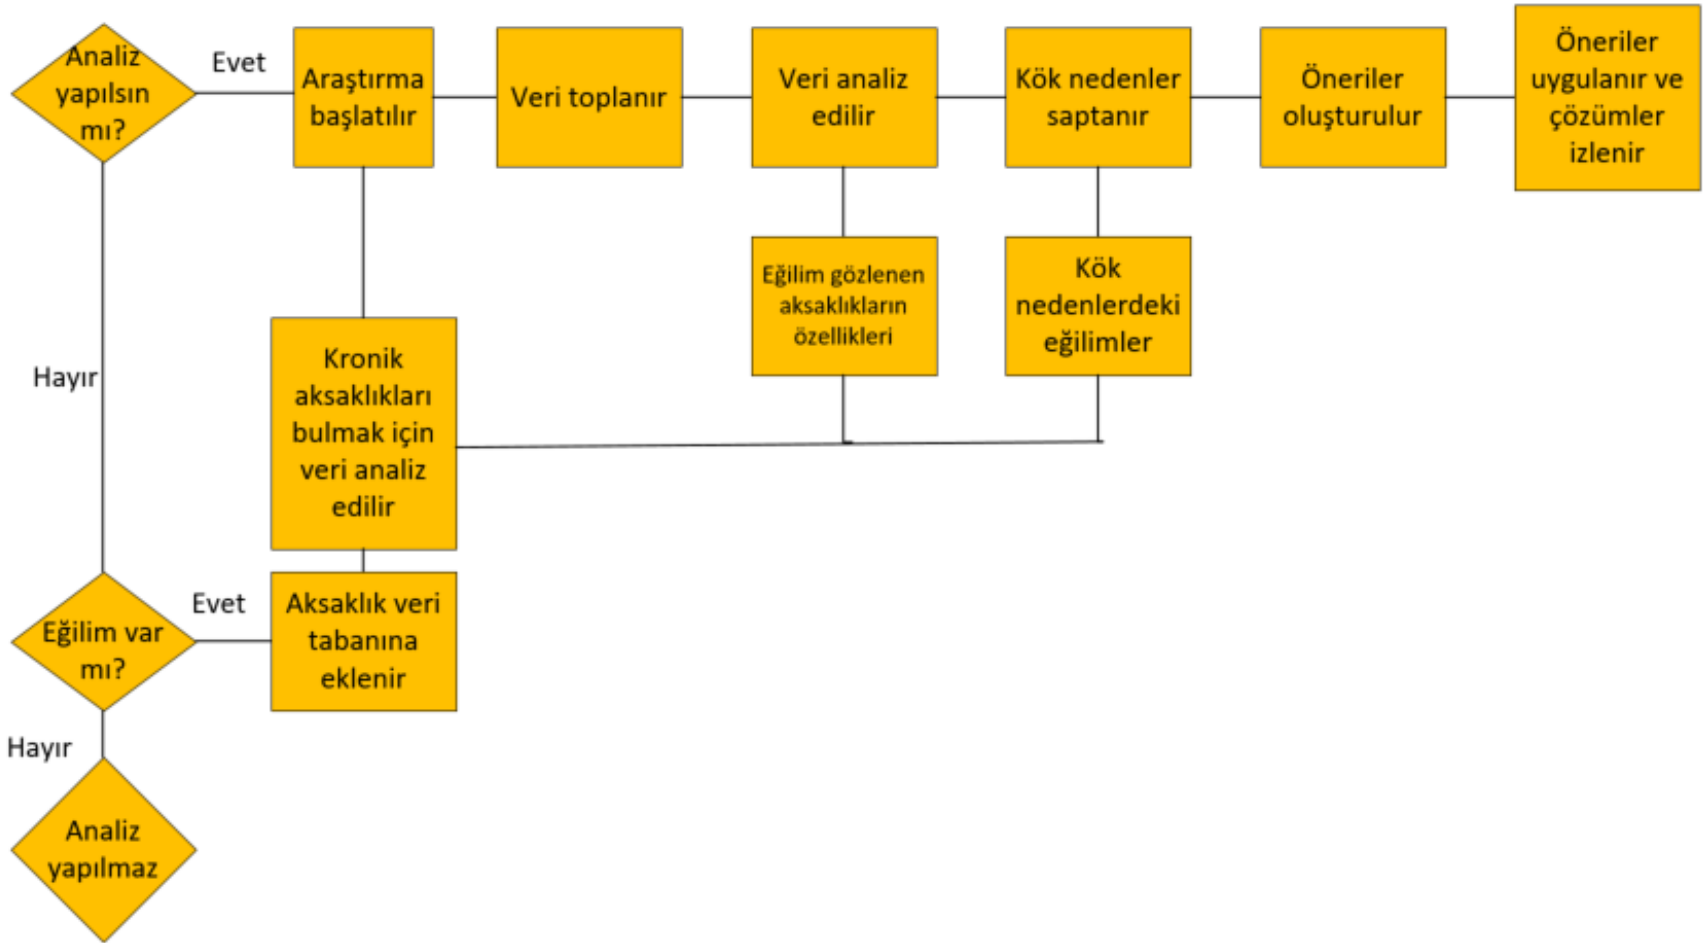 Analiz
yapılsın
mı?
Evet
Araştırma
başlatılır
Veri toplanır
Veri analiz
edilir
Kök nedenler
saptanır
Öneriler
oluşturulur
Öneriler
uygulanır ve
çözümler
izlenir
Eğilim gözlenen
aksaklıkların
özellikleri
Kök
nedenlerdeki
eğilimler
Hayır
Kronik
aksaklıkları
bulmak için
veri analiz
edilir
Eğilim var
mı?
Evet
Aksaklık veri
tabanına
eklenir
Hayır
Analiz
yapılmaz